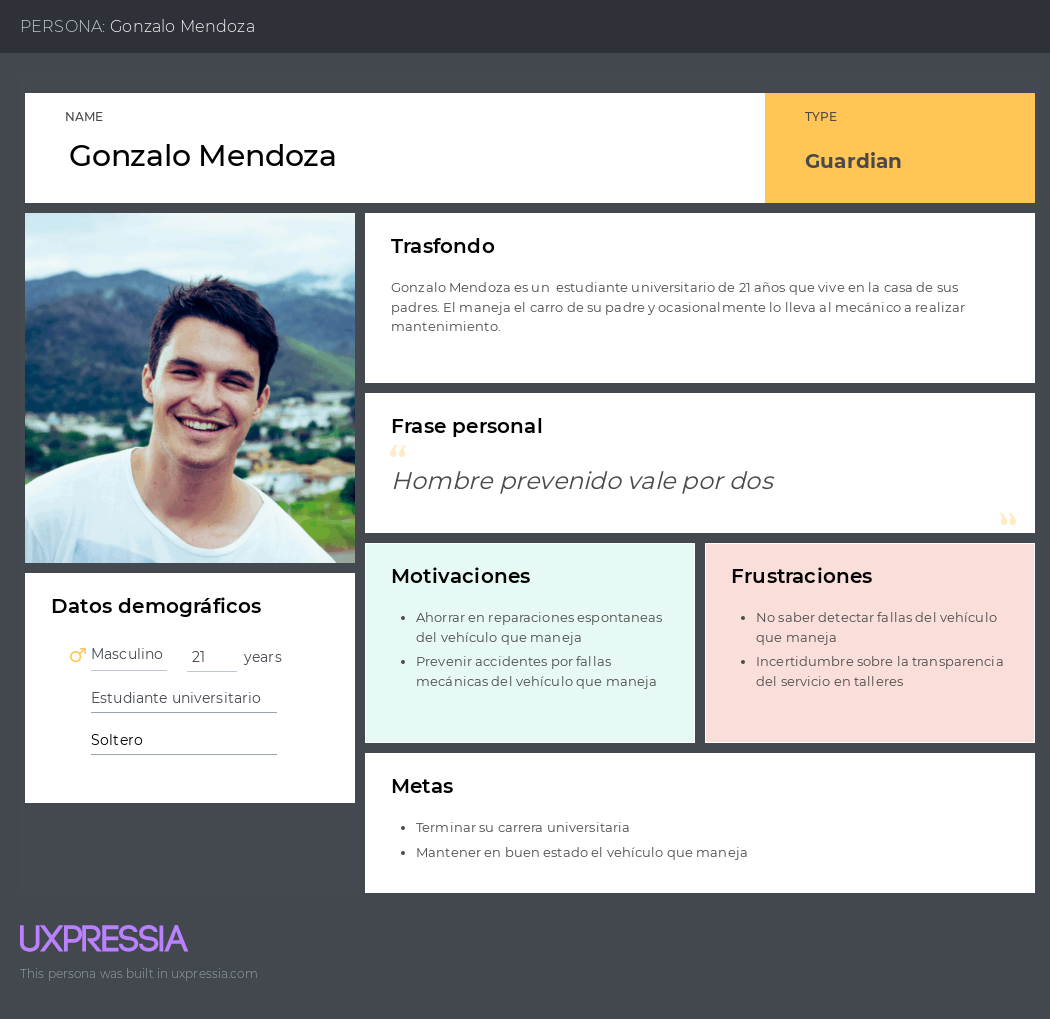 PERSONA: Gonzalo Mendoza
NAME
Gonzalo Mendoza
TYPE
Guardian
Trasfondo
Gonzalo Mendoza es un  estudiante universitario de 21 años que vive en la casa de sus
padres. El maneja el carro de su padre y ocasionalmente lo lleva al mecánico a realizar
mantenimiento.
Frase personal
“
Hombre prevenido vale por dos
”
Datos demográficos
Masculino 21 years
Estudiante universitario
Soltero
Motivaciones
• Ahorrar en reparaciones espontaneas
del vehículo que maneja
• Prevenir accidentes por fallas
mecánicas del vehículo que maneja
Frustraciones
• No saber detectar fallas del vehículo
que maneja
• Incertidumbre sobre la transparencia
del servicio en talleres
Metas
• Terminar su carrera universitaria
• Mantener en buen estado el vehículo que maneja
UXPRESSIA
This persona was built in uxpressia.com